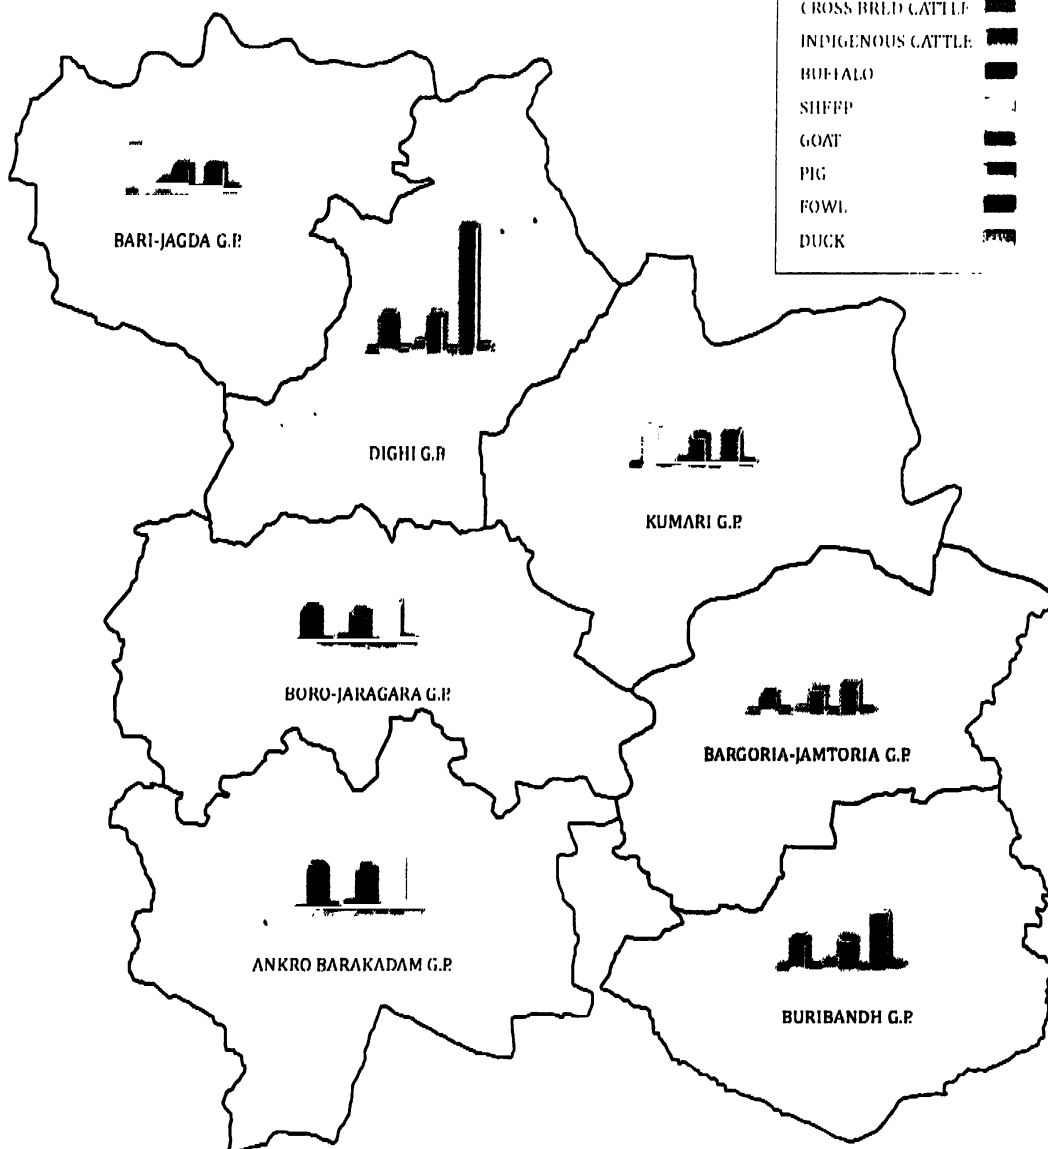 CROSS BRED CATTLE
INDIGENOUS CATTLE
BUFFALO
SHEEP
GOAT
PIG
FOWL
DUCK
BARI-JAGDA G.P.
DIGHI G.P.
KUMARI G.P.
BORO-JARAGARA G.P.
BARGORIA-JAMTORIA G.P.
ANKRO BARAKADAM G.P.
BURIBANDH G.P.